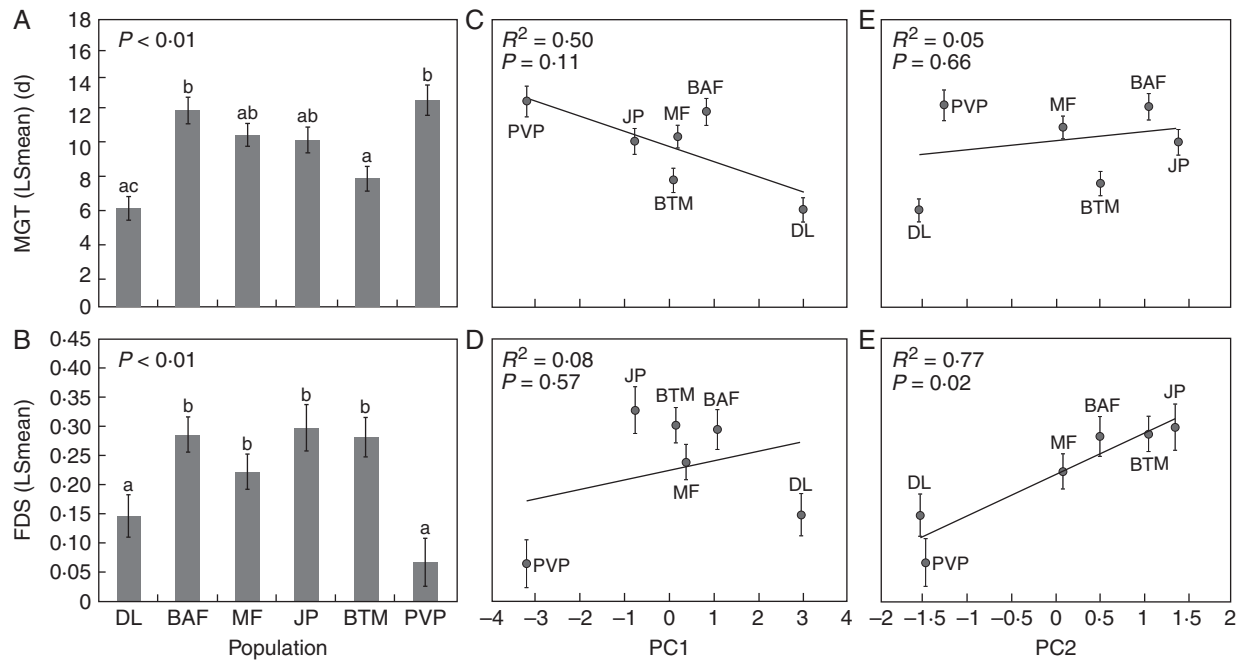 A
P < 0·01
MGT (LSmean) (d)
18
16
14
12
10
8
6
4
2
0
ac
b
ab
ab
a
b
C
R² = 0·50
P = 0·11
PVP
JP
MF
BAF
BTM
DL
E
R² = 0·05
P = 0·66
PVP
MF
BAF
JP
BTM
DL
B
P < 0·01
FDS (LSmean)
0·45
0·40
0·35
0·30
0·25
0·20
0·15
0·10
0·05
0
a
b
b
b
b
a
DL BAF MF JP BTM PVP
Population
D
R² = 0·08
P = 0·57
JP
BTM
BAF
MF
DL
PVP
–4 –3 –2 –1 0 1 2 3 4
PC1
E
R² = 0·77
P = 0·02
JP
BAF
MF
BTM
DL
PVP
–2 –1·5 –1 –0·5 0 0·5 1 1·5 2
PC2